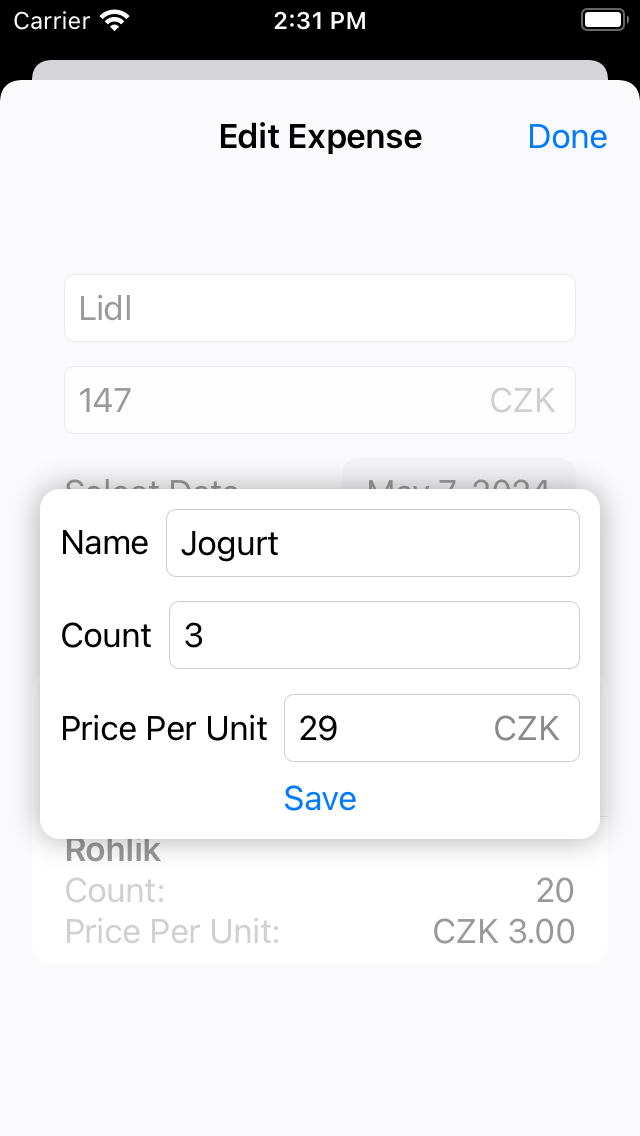 Carrier 2:31 PM
Edit Expense Done
Lidl
147 CZK
Select Date May 7, 2024
Name Jogurt
Count 3
Price Per Unit 29 CZK
Save
Rohlik
Count: 20
Price Per Unit: CZK 3.00